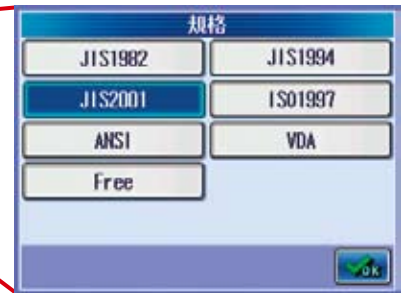 規格
JIS1982 JIS1994
JIS2001 ISO1997
ANSI VDA
Free
OK